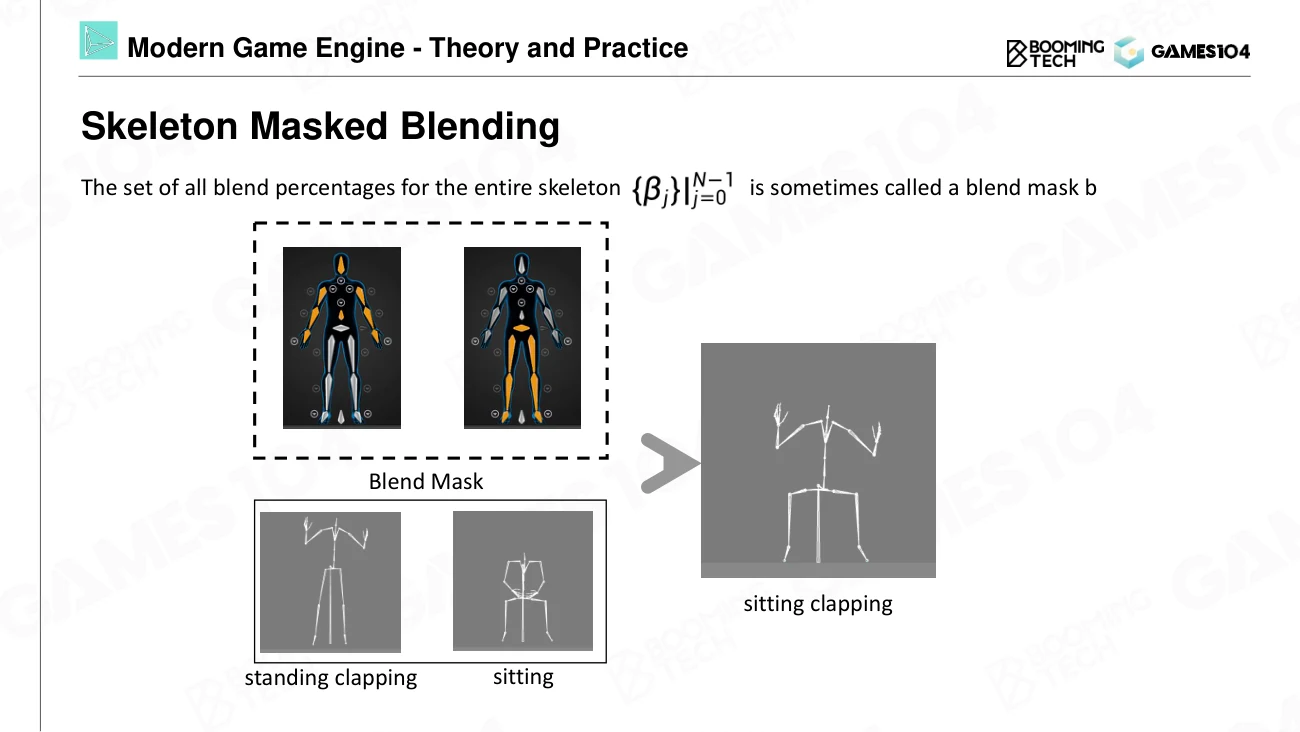 Modern Game Engine - Theory and Practice
BOOMING
TECH
GAMES104
Skeleton Masked Blending
The set of all blend percentages for the entire skeleton {βj}|N−1 j=0 is sometimes called a blend mask b
Blend Mask
standing clapping
sitting
sitting clapping